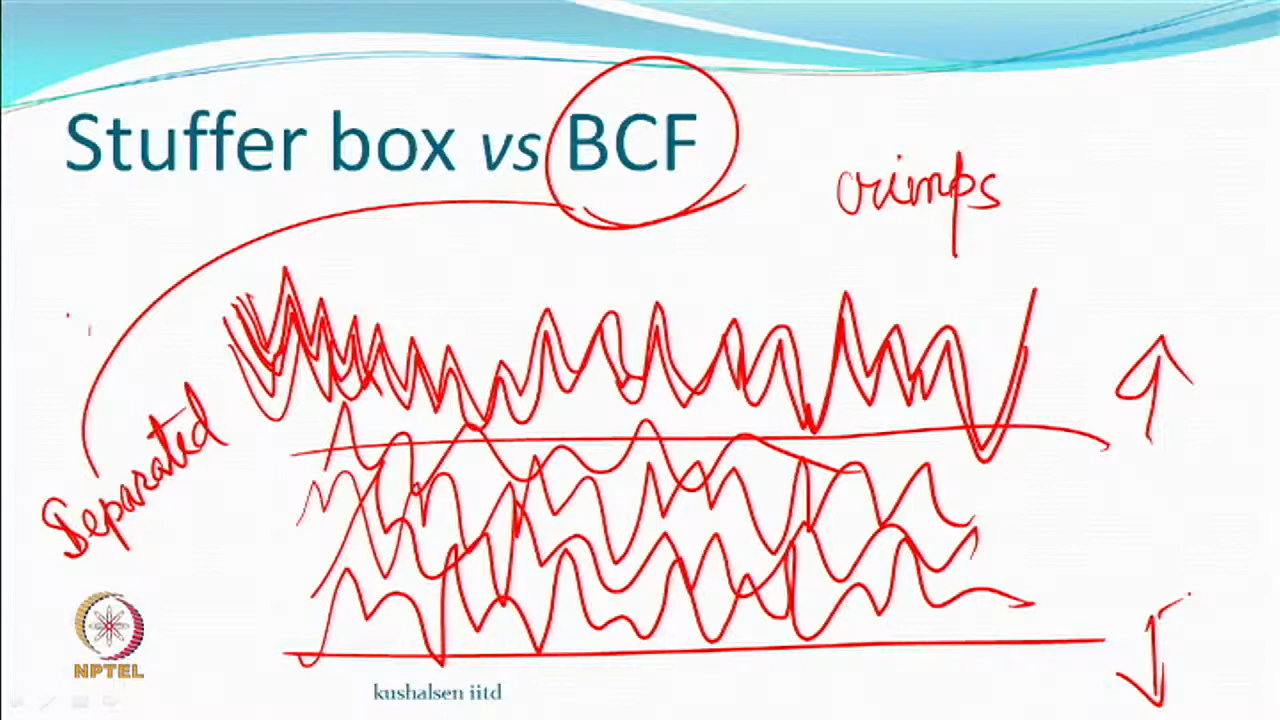 Stuffer box vs BCF
crimps
Separated
NPTEL
kushalsen iitd